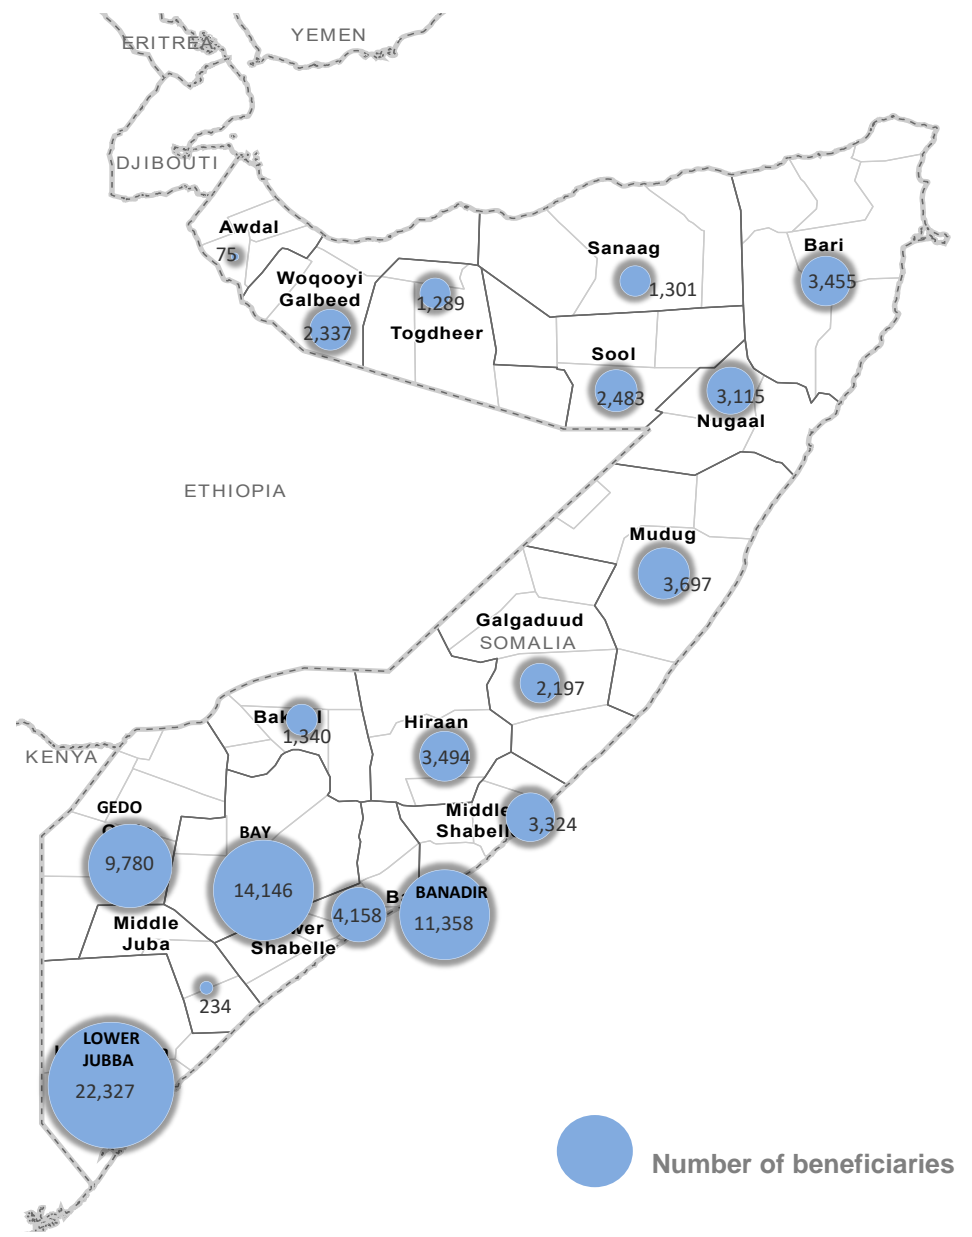 YEMEN
ERITREA
DJIBOUTI
Awdal
75
Woqooyi
Galbeed
2,337
1,289
Togdheer
Sanaag
1,301
Bari
3,455
Sool
2,483
3,115
Nugaal
ETHIOPIA
Mudug
3,697
Galgaduud
SOMALIA
2,197
1,340
Hiraan
3,494
KENYA
GEDO
9,780
BAY
14,146
Middle
Shabelle
3,324
BANADIR
11,358
4,158
Shabelle
Middle
Juba
234
LOWER
JUBBA
22,327
Number of beneficiaries